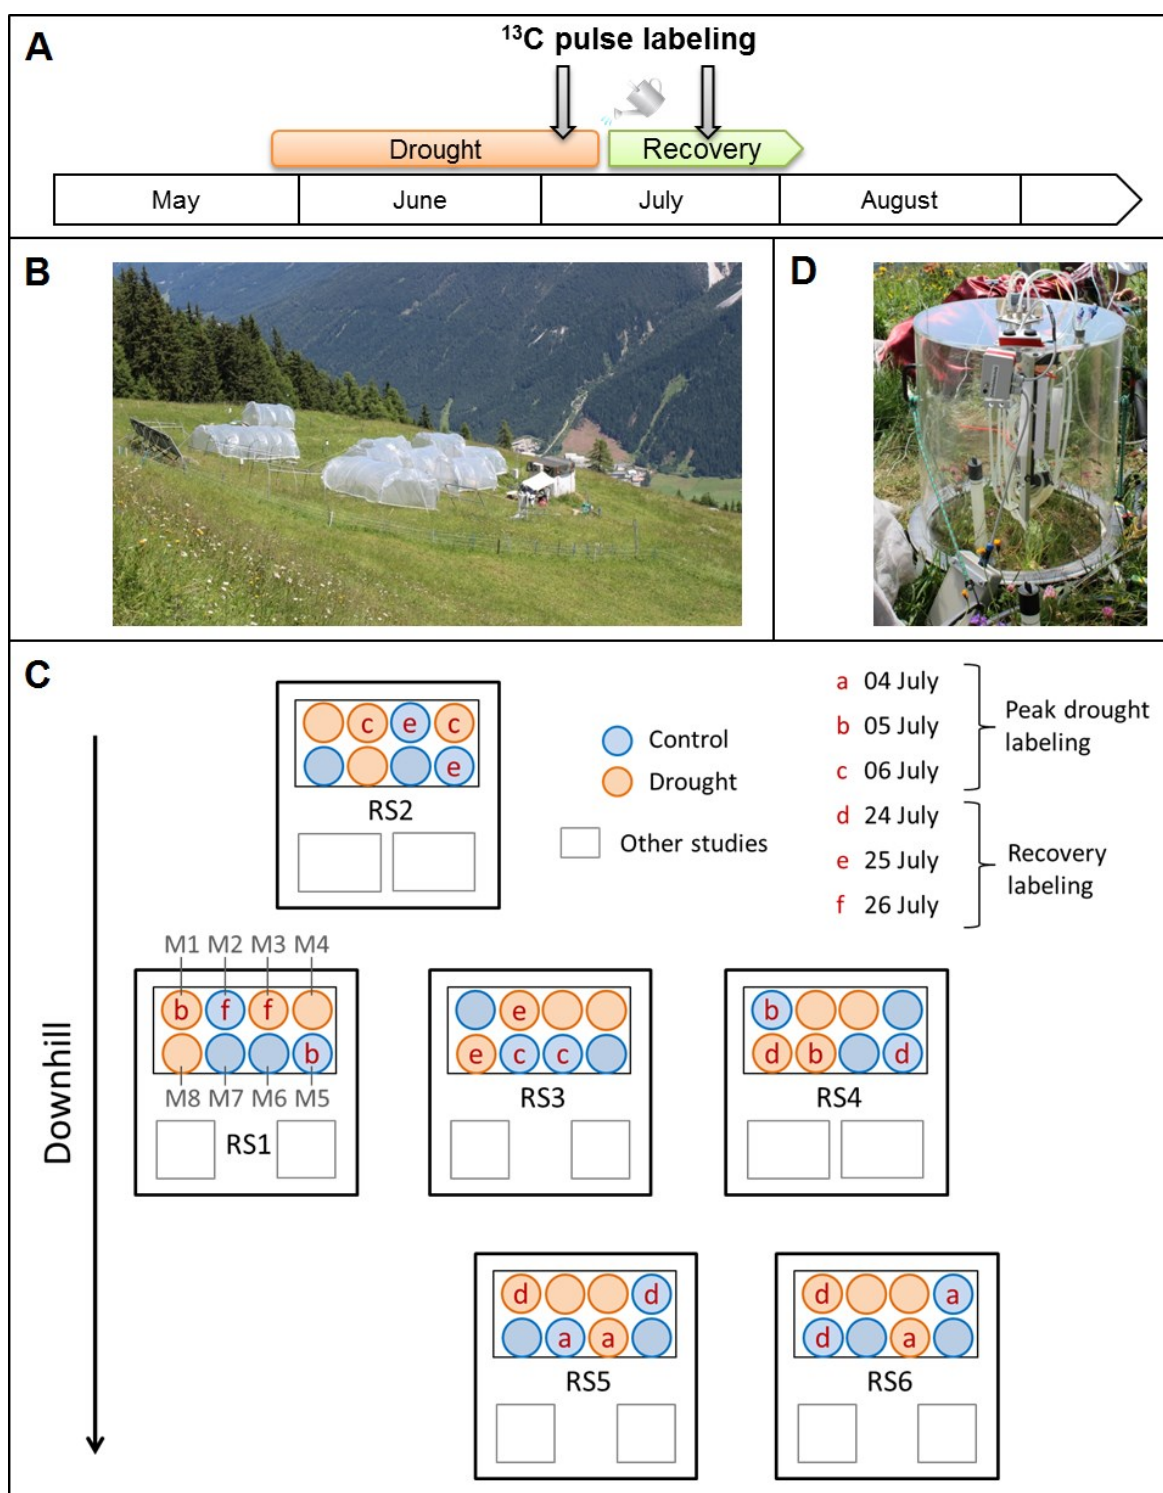 A
¹³C pulse labeling
Drought
Recovery
May
June
July
August
B
D
C
a 04 July
b 05 July
c 06 July
Peak drought
labeling
d 24 July
e 25 July
f 26 July
Recovery
labeling
Control
Drought
Other studies
Downhill
c e c
e
RS2
M1 M2 M3 M4
b f f
b
M8 M7 M6 M5
RS1
e
e c c
RS3
b
d b d
RS4
d d
a a
RS5
d a
d a
RS6